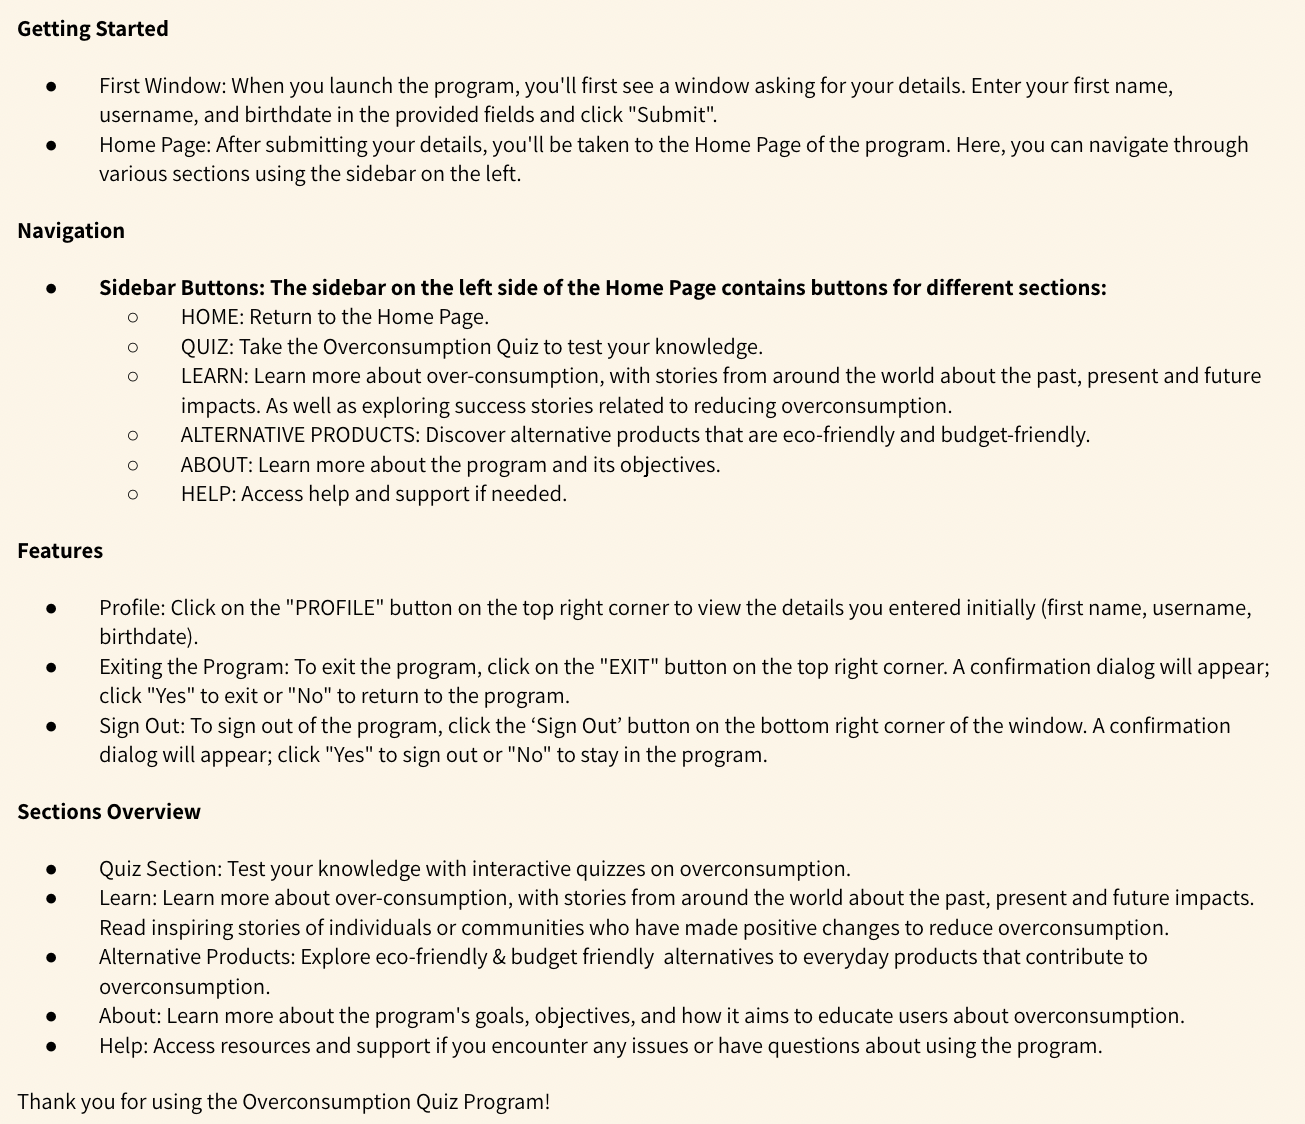 Getting Started
● First Window: When you launch the program, you'll first see a window asking for your details. Enter your first name,
username, and birthdate in the provided fields and click "Submit".
● Home Page: After submitting your details, you'll be taken to the Home Page of the program. Here, you can navigate through
various sections using the sidebar on the left.
Navigation
● Sidebar Buttons: The sidebar on the left side of the Home Page contains buttons for different sections:
○ HOME: Return to the Home Page.
○ QUIZ: Take the Overconsumption Quiz to test your knowledge.
○ LEARN: Learn more about over-consumption, with stories from around the world about the past, present and future
impacts. As well as exploring success stories related to reducing overconsumption.
○ ALTERNATIVE PRODUCTS: Discover alternative products that are eco-friendly and budget-friendly.
○ ABOUT: Learn more about the program and its objectives.
○ HELP: Access help and support if needed.
Features
● Profile: Click on the "PROFILE" button on the top right corner to view the details you entered initially (first name, username,
birthdate).
● Exiting the Program: To exit the program, click on the "EXIT" button on the top right corner. A confirmation dialog will appear;
click "Yes" to exit or "No" to return to the program.
● Sign Out: To sign out of the program, click the ‘Sign Out’ button on the bottom right corner of the window. A confirmation
dialog will appear; click "Yes" to sign out or "No" to stay in the program.
Sections Overview
● Quiz Section: Test your knowledge with interactive quizzes on overconsumption.
● Learn: Learn more about over-consumption, with stories from around the world about the past, present and future impacts.
Read inspiring stories of individuals or communities who have made positive changes to reduce overconsumption.
● Alternative Products: Explore eco-friendly & budget friendly  alternatives to everyday products that contribute to
overconsumption.
● About: Learn more about the program's goals, objectives, and how it aims to educate users about overconsumption.
● Help: Access resources and support if you encounter any issues or have questions about using the program.
Thank you for using the Overconsumption Quiz Program!